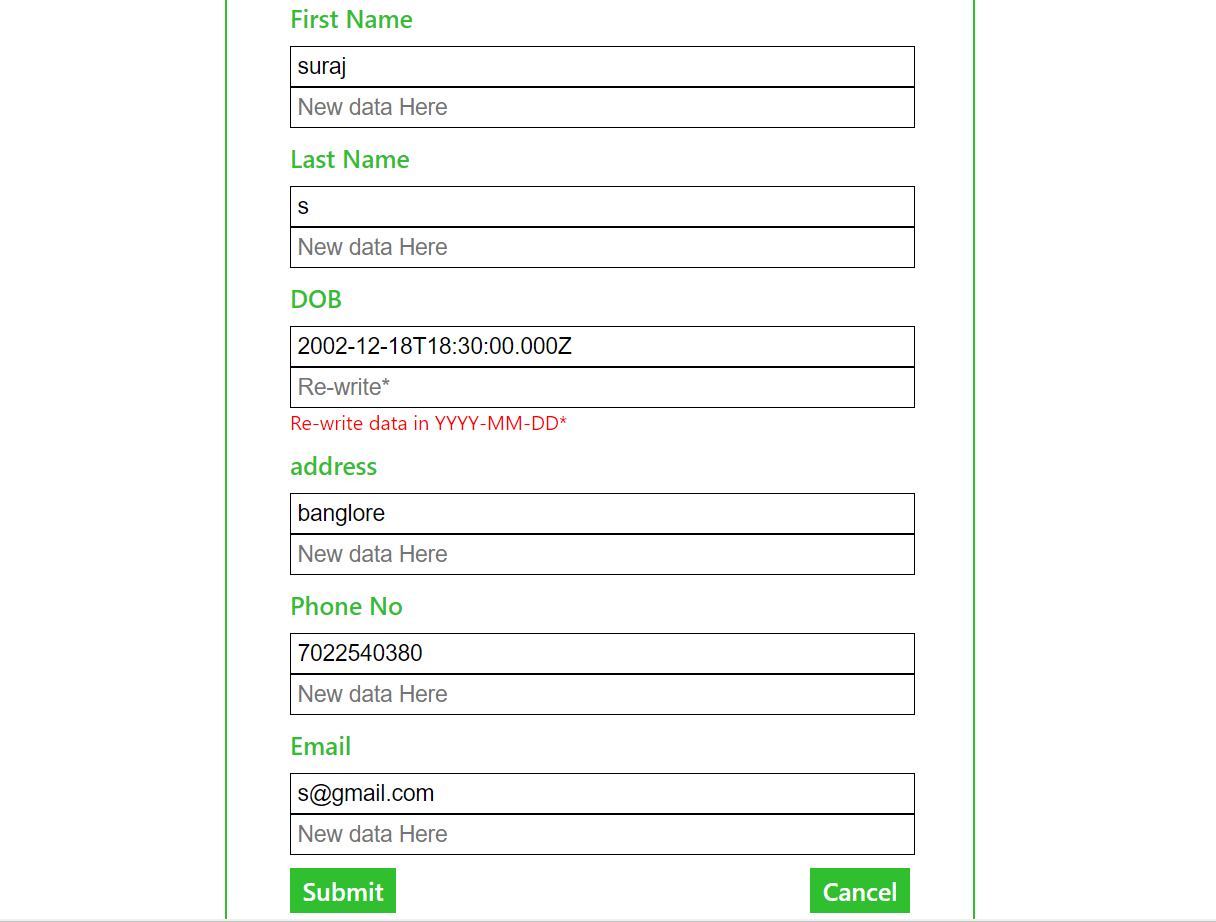 First Name
suraj
New data Here
Last Name
s
New data Here
DOB
2002-12-18T18:30:00.000Z
Re-write*
Re-write data in YYYY-MM-DD*
address
banglore
New data Here
Phone No
7022540380
New data Here
Email
s@gmail.com
New data Here
Submit Cancel